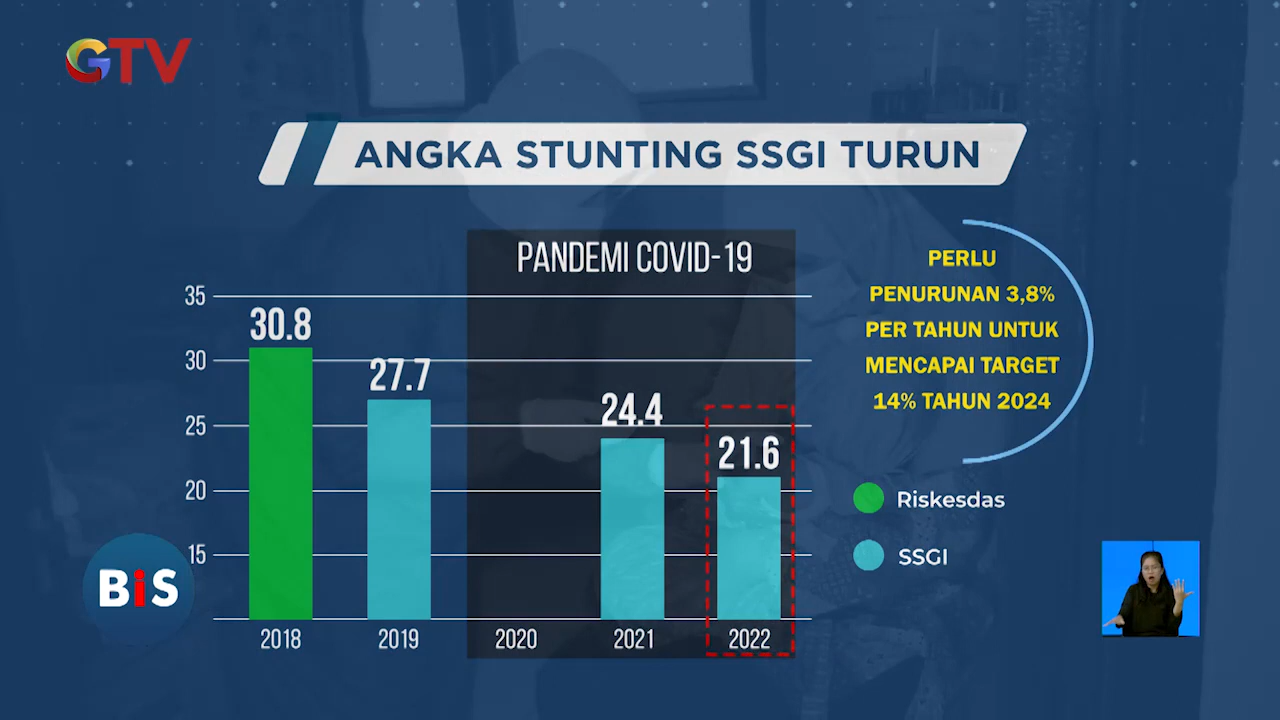 GTV
ANGKA STUNTING SSGI TURUN
PANDEMI COVID-19
35
30
25
20
15
30.8
27.7
24.4
21.6
2018
2019
2020
2021
2022
PERLU
PENURUNAN 3,8%
PER TAHUN UNTUK
MENCAPAI TARGET
14% TAHUN 2024
Riskesdas
SSGI
BiS